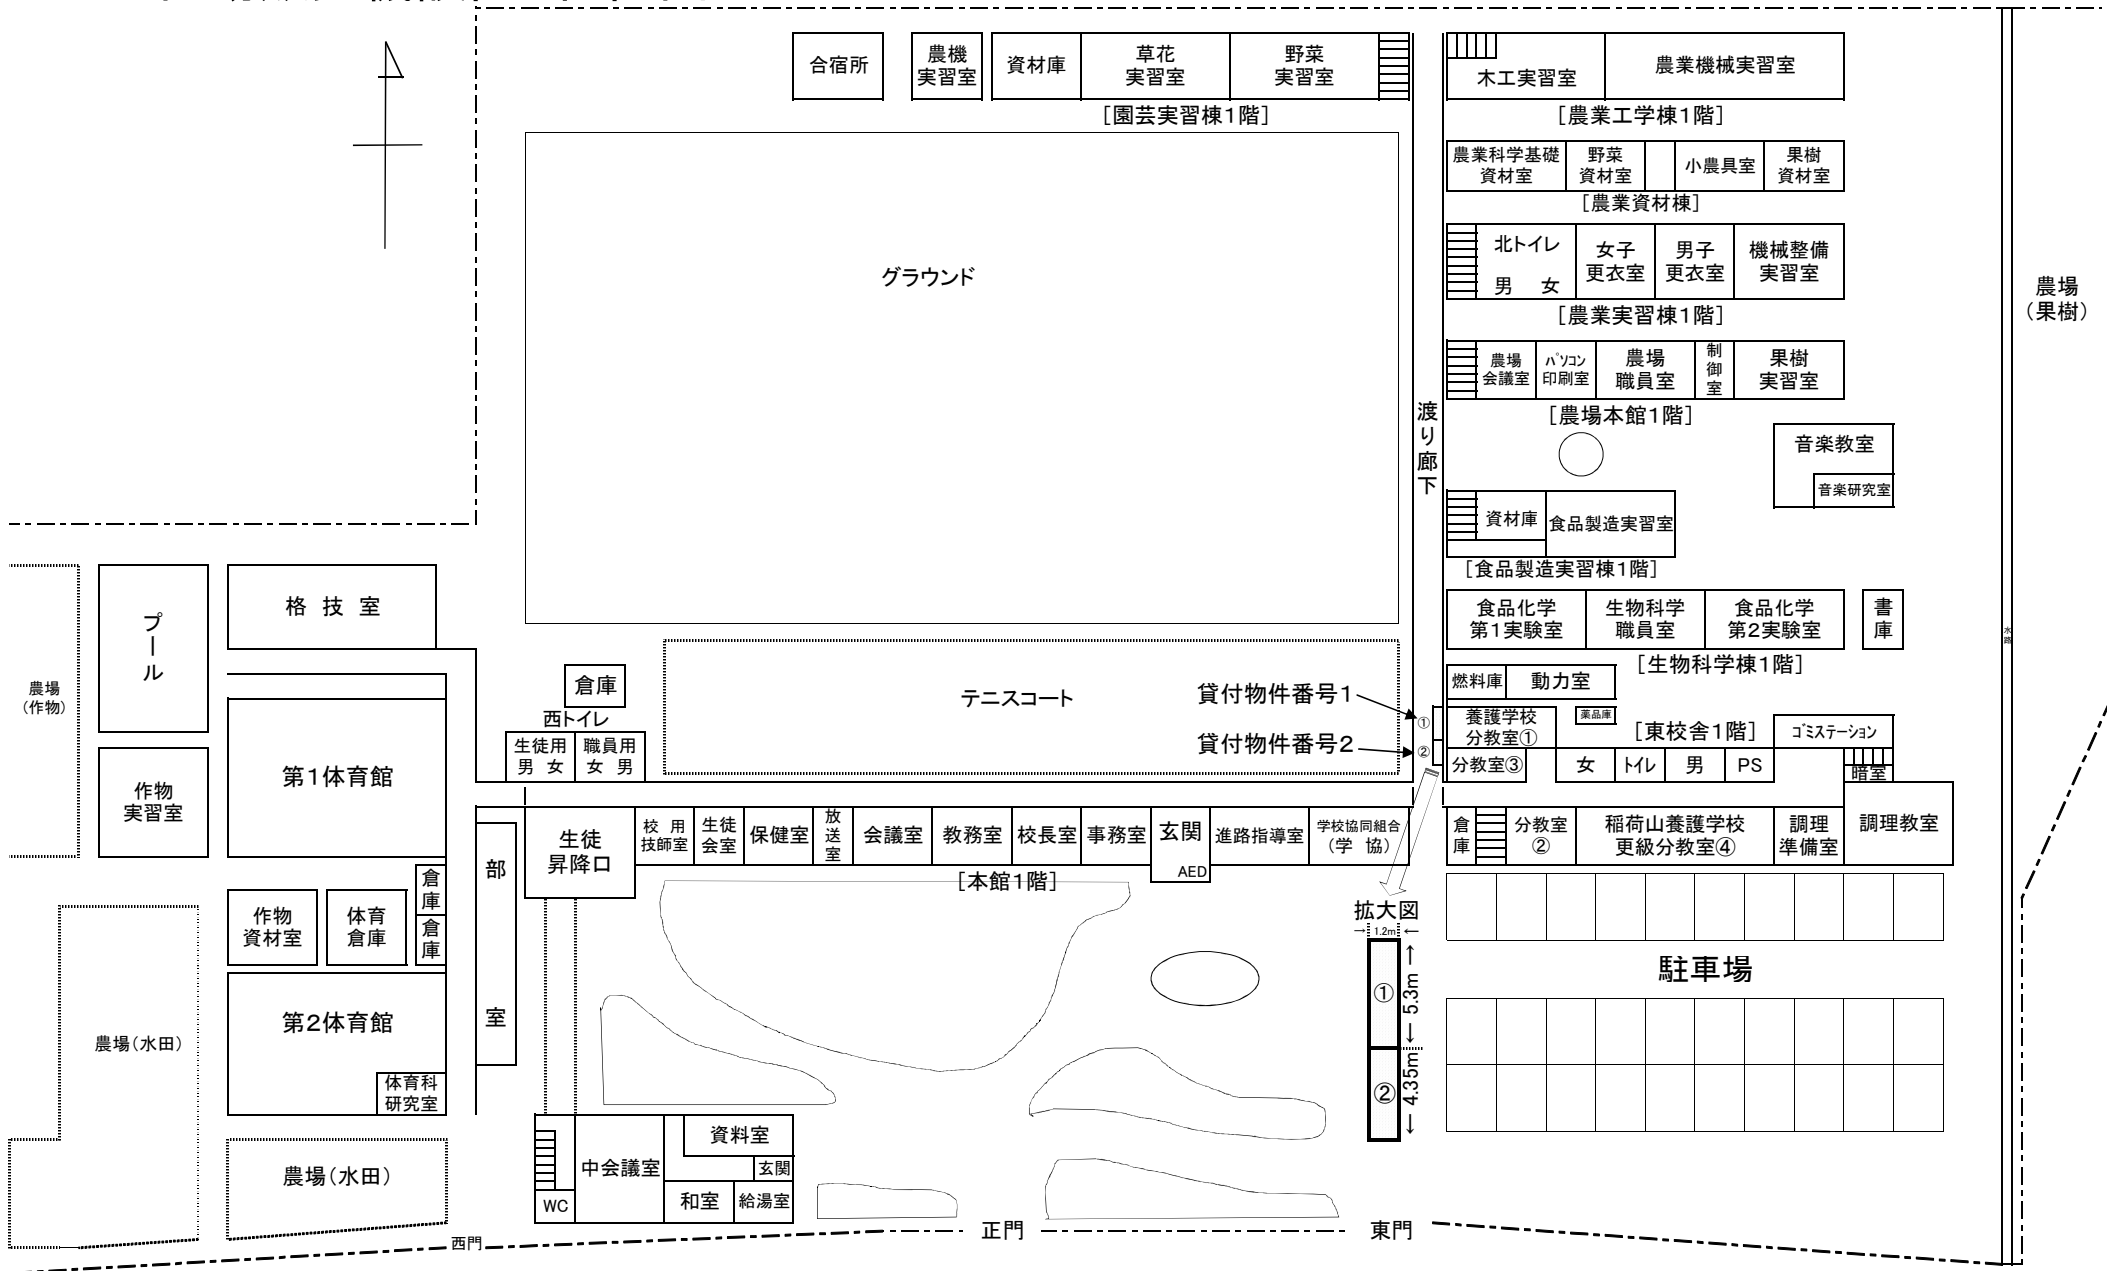 合宿所
農機
実習室
資材庫
草花
実習室
野菜
実習室
木工実習室
農業機械実習室
[園芸実習棟1階]
[農業工学棟1階]
農業科学基礎
資材室
野菜
資材室
小農具室
果樹
資材室
[農業資材棟]
北トイレ
男 女
女子
更衣室
男子
更衣室
機械整備
実習室
グラウンド
農場
(果樹)
[農業実習棟1階]
農場
会議室
パソコン
印刷室
農場
職員室
制御室
果樹
実習室
[農場本館1階]
渡り廊下
音楽教室
音楽研究室
資材庫
食品製造実習室
[食品製造実習棟1階]
食品化学
第1実験室
生物科学
職員室
食品化学
第2実験室
書庫
水路
[生物科学棟1階]
格 技 室
プール
農場
(作物)
倉庫
西トイレ
生徒用
男 女
職員用
女 男
テニスコート
貸付物件番号1
貸付物件番号2
①
②
燃料庫
動力室
養護学校
分教室①
薬品庫
[東校舎1階]
ゴミステーション
分教室③
女
トイレ
男
PS
暗室
第1体育館
作物
実習室
生徒
昇降口
校 用
技師室
生徒
会室
保健室
放送室
会議室
教務室
校長室
事務室
玄関
AED
進路指導室
学校協同組合
(学 協)
倉庫
分教室
②
稲荷山養護学校
更級分教室④
調理
準備室
調理教室
[本館1階]
部室
倉庫
倉庫
作物
資材室
体育
倉庫
拡大図
→ 1.2m ←
①
← 5.3m →
②
← 4.35m →
駐車場
第2体育館
体育科
研究室
農場(水田)
農場(水田)
中会議室
資料室
玄関
和室
給湯室
WC
西門
正門
東門